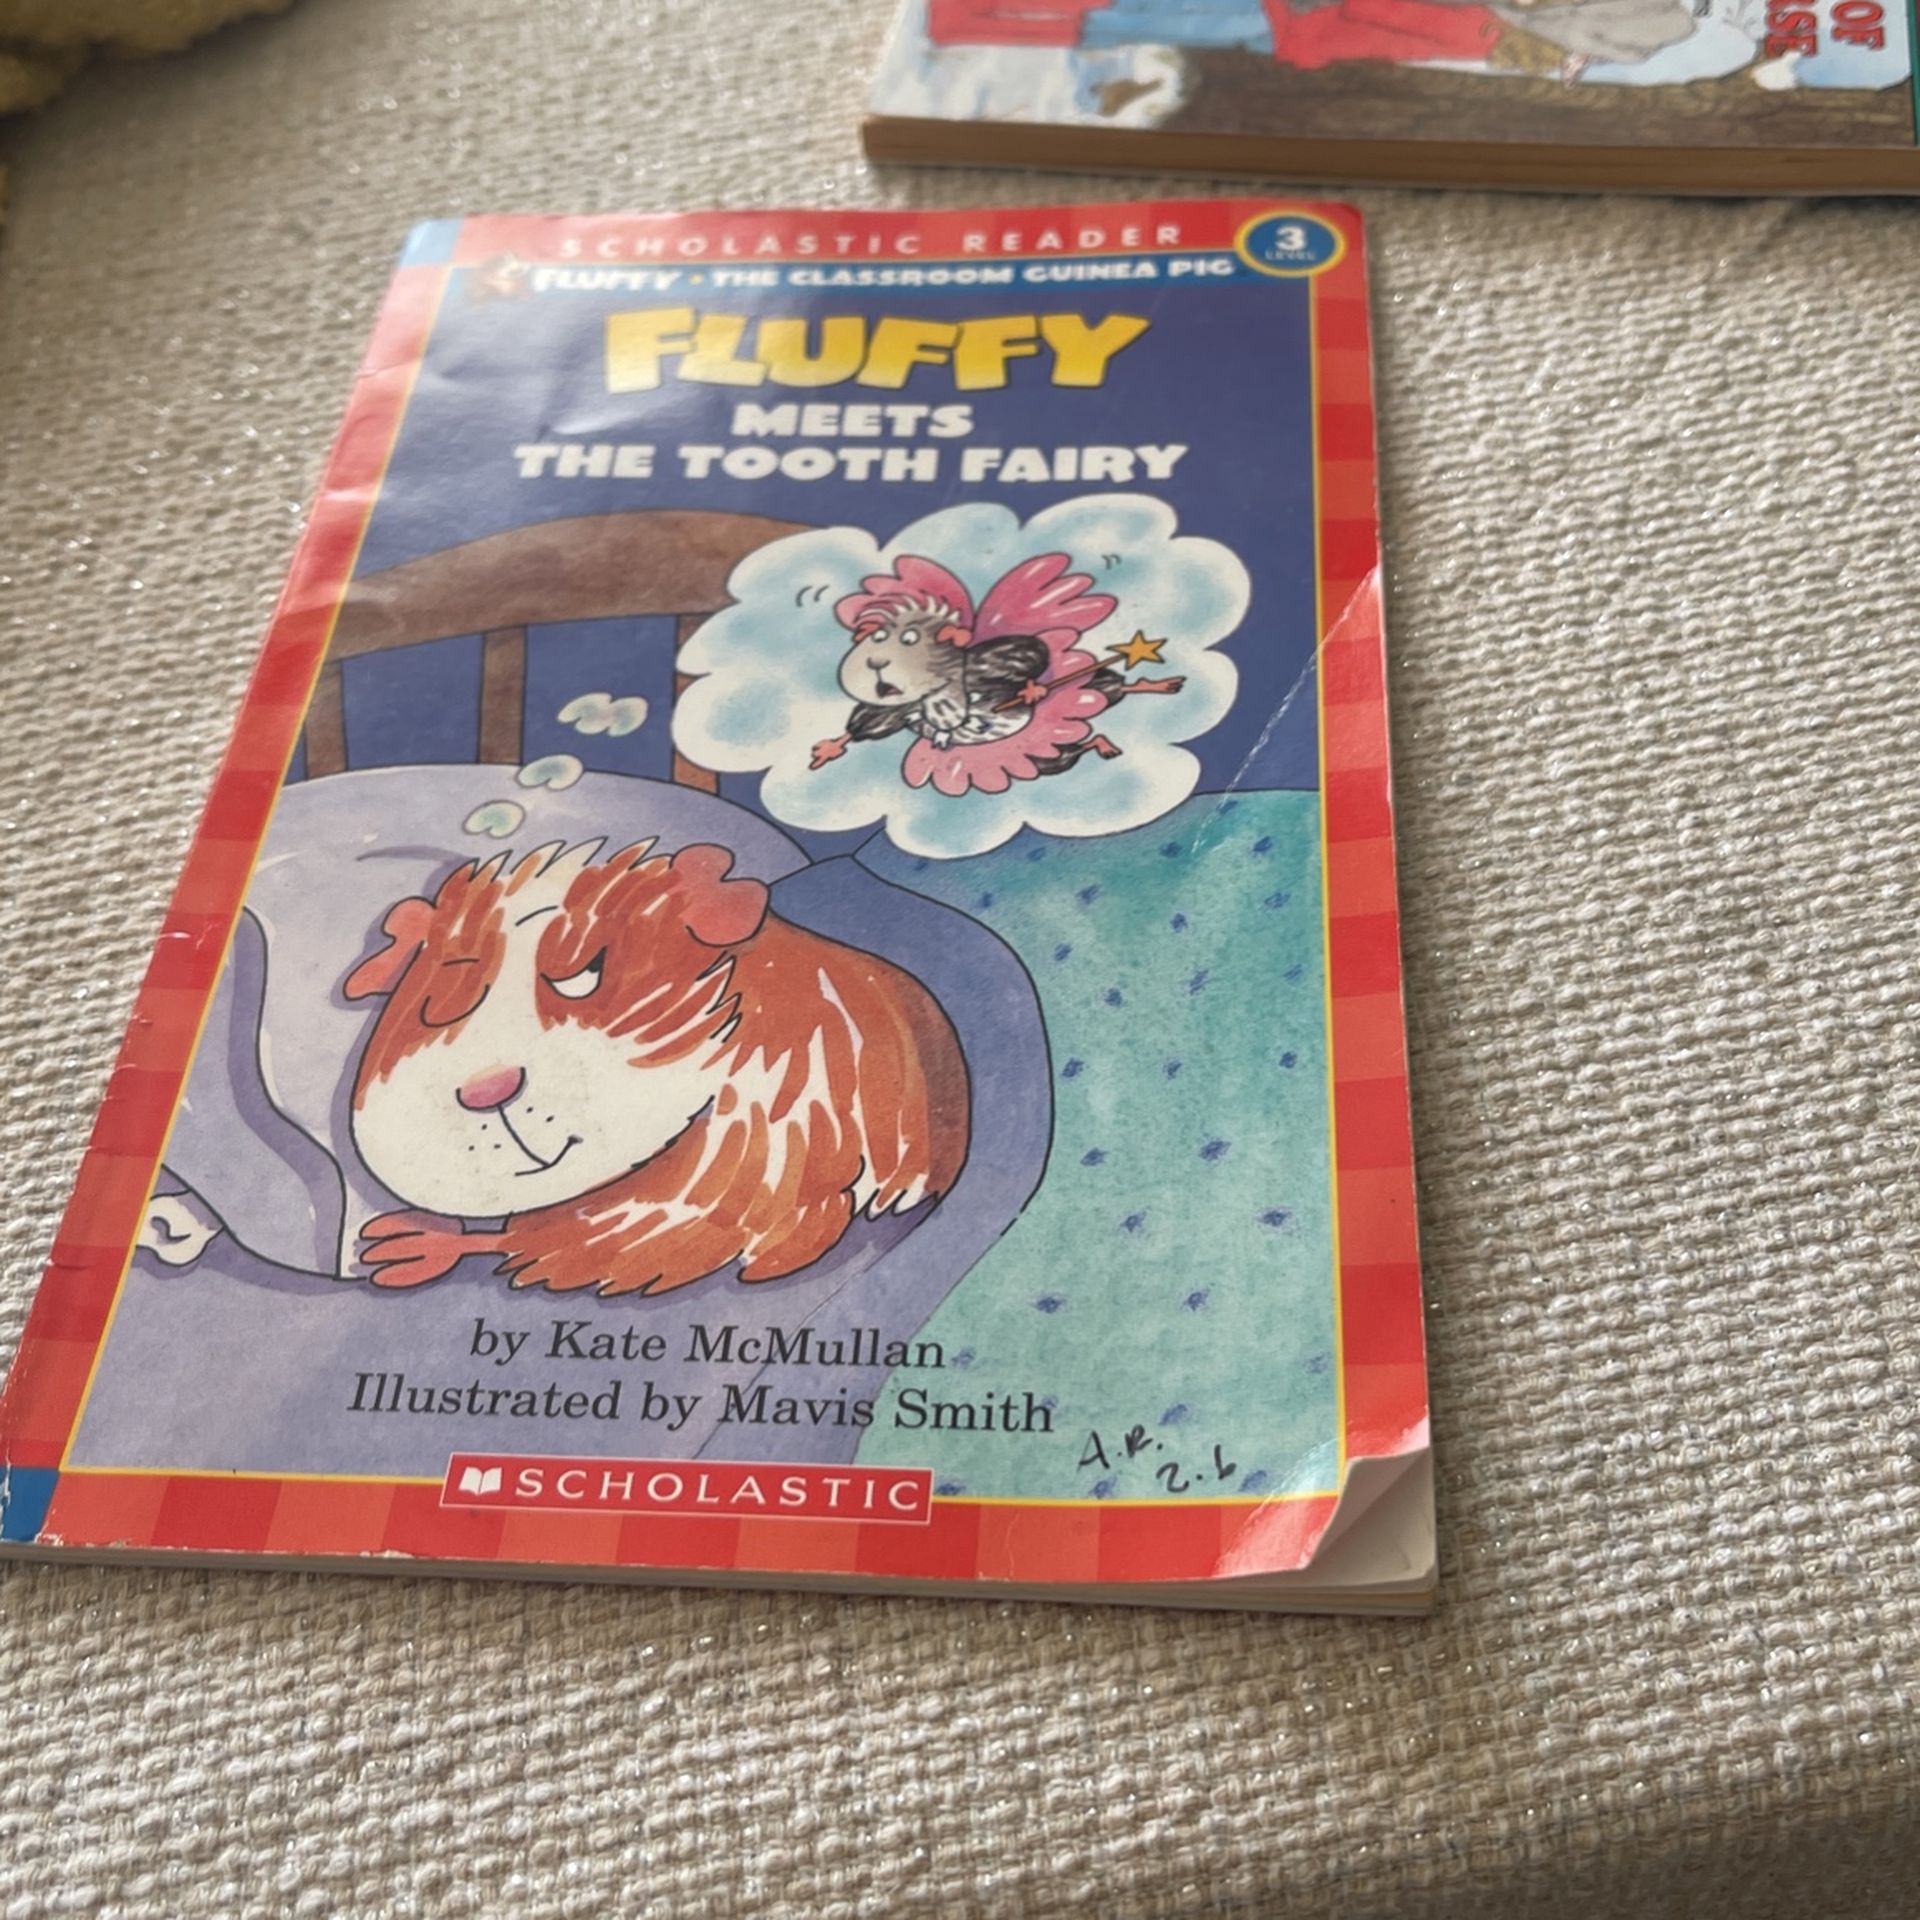 OF
SCHOLASTIC READER
3
LEVEL
FLUFFY • THE CLASSROOM GUINEA PIG
FLUFFY
MEETS
THE TOOTH FAIRY
by Kate McMullan
Illustrated by Mavis Smith
A.R.
2.6
SCHOLASTIC